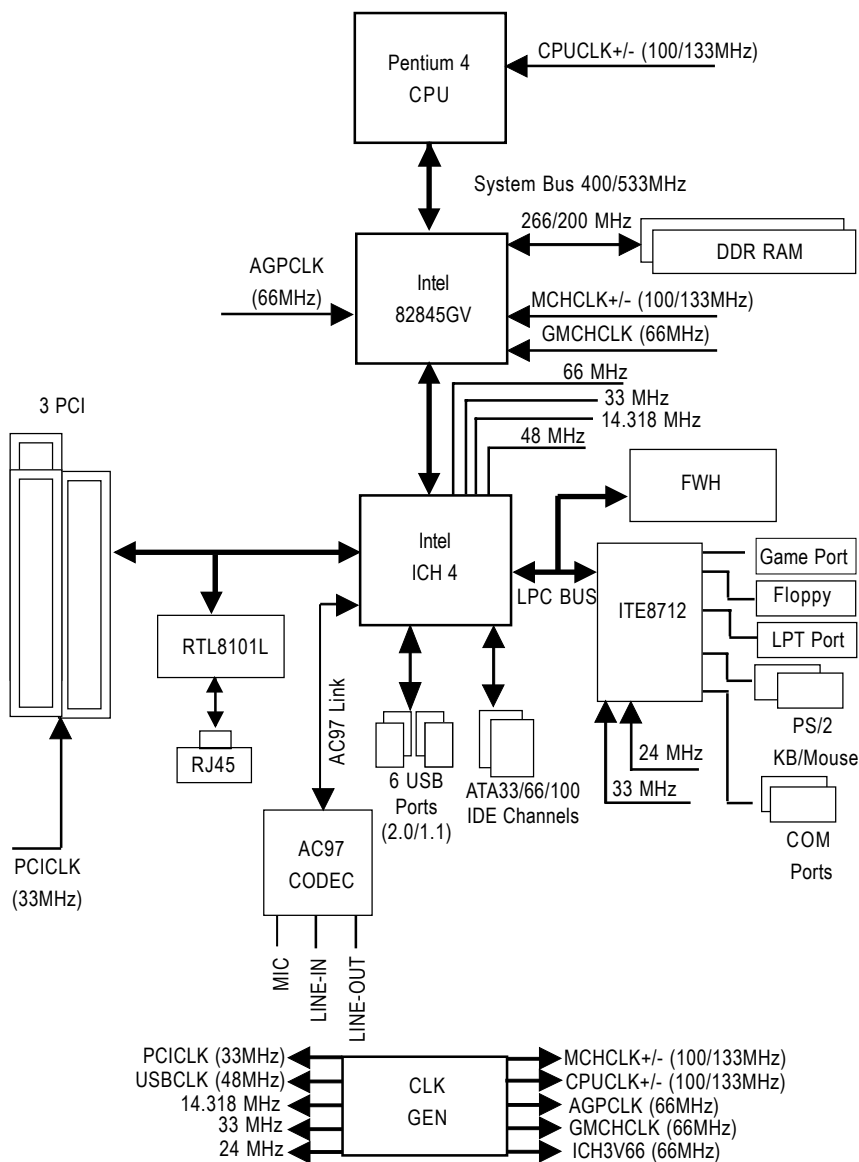 Pentium 4
CPU
CPUCLK+/- (100/133MHz)
System Bus 400/533MHz
266/200 MHz
DDR RAM
AGPCLK
(66MHz)
Intel
82845GV
MCHCLK+/- (100/133MHz)
GMCHCLK (66MHz)
66 MHz
33 MHz
14.318 MHz
48 MHz
3 PCI
FWH
Intel
ICH 4
LPC BUS
ITE8712
Game Port
Floppy
LPT Port
PS/2
KB/Mouse
24 MHz
33 MHz
COM
Ports
RTL8101L
RJ45
AC97 Link
6 USB
Ports
(2.0/1.1)
ATA33/66/100
IDE Channels
PCICLK
(33MHz)
AC97
CODEC
MIC
LINE-IN
LINE-OUT
PCICLK (33MHz)
USBCLK (48MHz)
14.318 MHz
33 MHz
24 MHz
CLK
GEN
MCHCLK+/- (100/133MHz)
CPUCLK+/- (100/133MHz)
AGPCLK (66MHz)
GMCHCLK (66MHz)
ICH3V66 (66MHz)